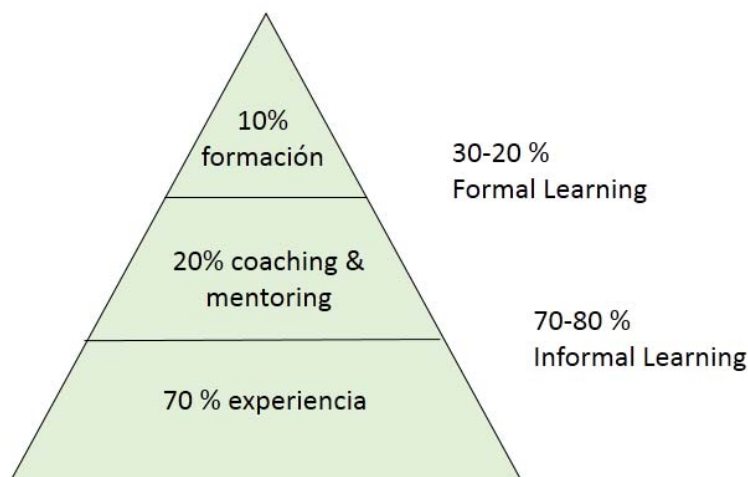 10%
formación
30-20 %
Formal Learning
20% coaching &
mentoring
70-80 %
Informal Learning
70 % experiencia